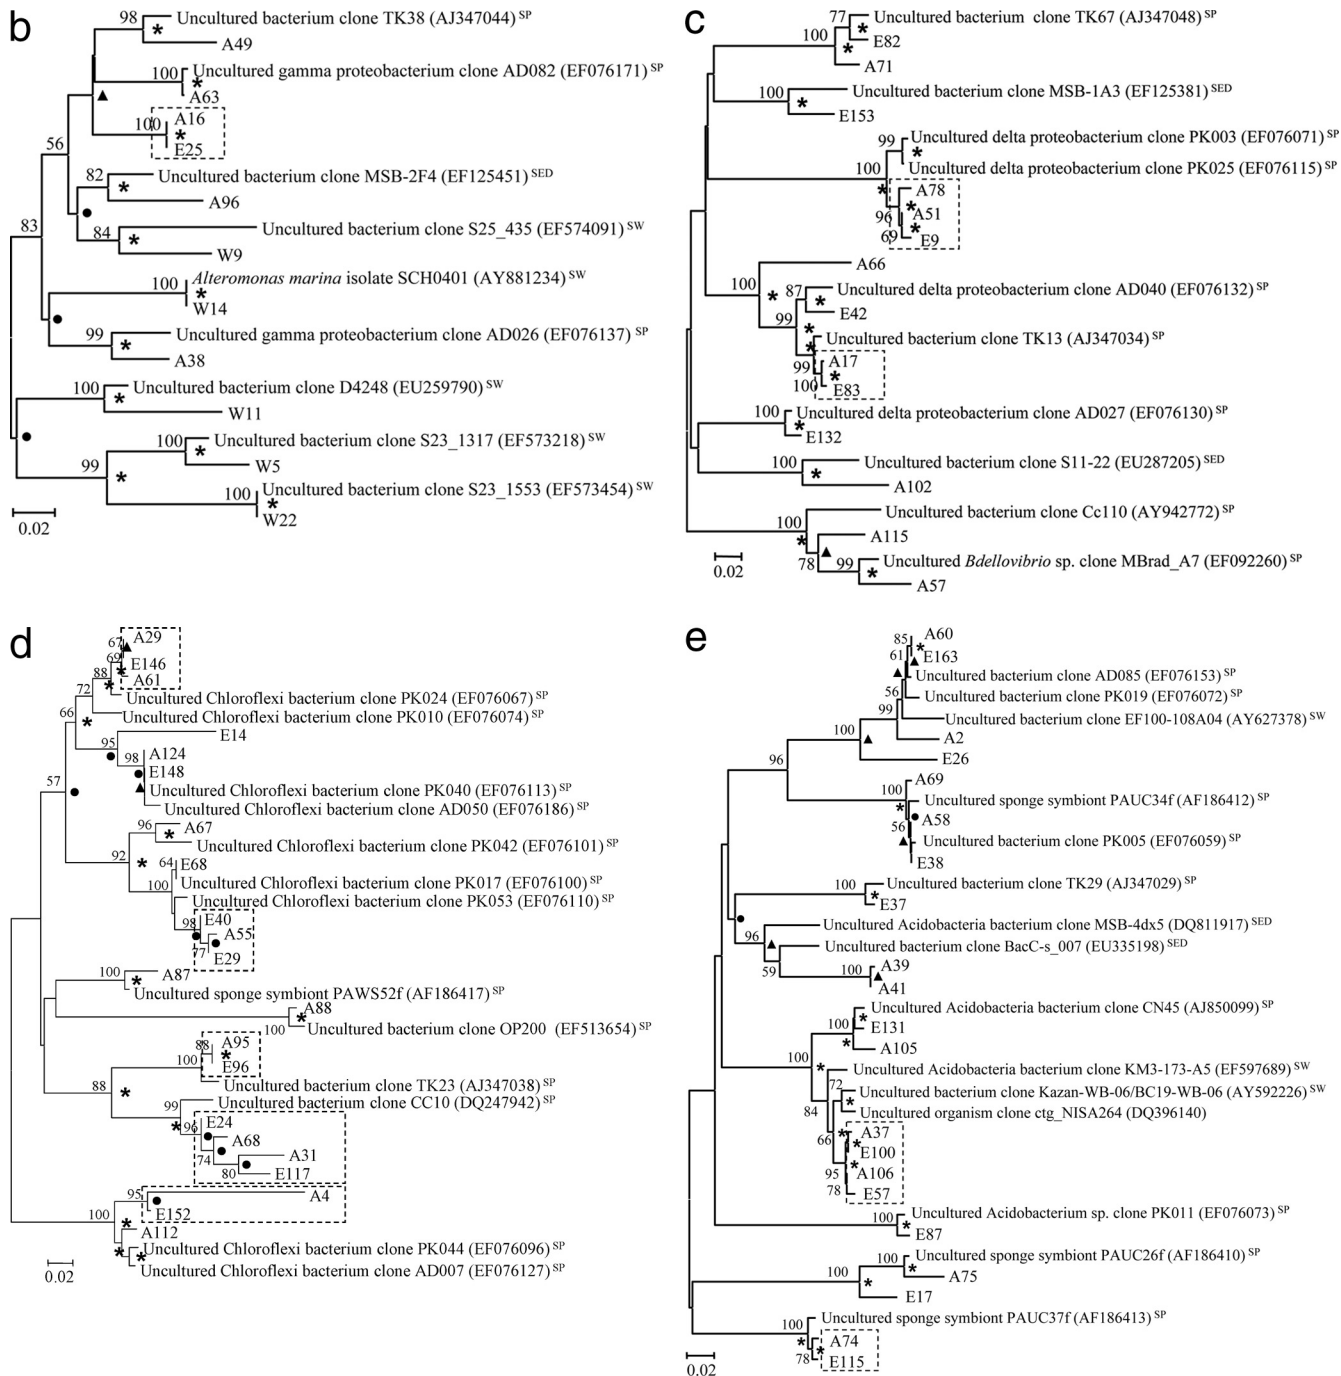 b
98
Uncultured bacterium clone TK38 (AJ347044) SP
*
A49
Uncultured gamma proteobacterium clone AD082 (EF076171) SP
100
*
A63
▲
A16
100
*
E25
56
82
Uncultured bacterium clone MSB-2F4 (EF125451) SED
*
A96
●
84
Uncultured bacterium clone S25_435 (EF574091) SW
*
W9
83
Alteromonas marina isolate SCH0401 (AY881234) SW
100
*
W14
●
99
Uncultured gamma proteobacterium clone AD026 (EF076137) SP
*
A38
100
Uncultured bacterium clone D4248 (EU259790) SW
*
W11
●
100
Uncultured bacterium clone S23_1317 (EF573218) SW
*
W5
99
*
100
Uncultured bacterium clone S23_1553 (EF573454) SW
*
W22
0.02
c
77
Uncultured bacterium clone TK67 (AJ347048) SP
*
E82
100
*
A71
100
Uncultured bacterium clone MSB-1A3 (EF125381) SED
*
E153
99
Uncultured delta proteobacterium clone PK003 (EF076071) SP
*
100
Uncultured delta proteobacterium clone PK025 (EF076115) SP
*
A78
*
96
A51
*
69
E9
A66
100
*
87
Uncultured delta proteobacterium clone AD040 (EF076132) SP
*
E42
99
*
Uncultured bacterium clone TK13 (AJ347034) SP
*
99
A17
*
100
E83
100
Uncultured delta proteobacterium clone AD027 (EF076130) SP
*
E132
100
Uncultured bacterium clone S11-22 (EU287205) SED
*
A102
Uncultured bacterium clone Cc110 (AY942772) SP
100
*
A115
▲
78
99
Uncultured Bdellovibrio sp. clone MBrad_A7 (EF092260) SP
*
A57
0.02
d
67
A29
▲
69
E146
*
88
A61
*
72
Uncultured Chloroflexi bacterium clone PK024 (EF076067) SP
66
*
Uncultured Chloroflexi bacterium clone PK010 (EF076074) SP
E14
95
●
98
A124
●
E148
▲
Uncultured Chloroflexi bacterium clone PK040 (EF076113) SP
57
●
Uncultured Chloroflexi bacterium clone AD050 (EF076186) SP
96
A67
*
Uncultured Chloroflexi bacterium clone PK042 (EF076101) SP
92
*
64
E68
100
Uncultured Chloroflexi bacterium clone PK017 (EF076100) SP
Uncultured Chloroflexi bacterium clone PK053 (EF076110) SP
98
E40
●
A55
●
77
E29
100
A87
*
Uncultured sponge symbiont PAWS52f (AF186417) SP
A88
*
100
Uncultured bacterium clone OP200 (EF513654) SP
88
A95
*
100
E96
Uncultured bacterium clone TK23 (AJ347038) SP
88
*
99
Uncultured bacterium clone CC10 (DQ247942) SP
*
96
E24
●
A68
●
74
A31
●
80
E117
95
A4
●
E152
100
*
A112
*
*
Uncultured Chloroflexi bacterium clone PK044 (EF076096) SP
Uncultured Chloroflexi bacterium clone AD007 (EF076127) SP
0.02
e
85
A60
*
61
E163
▲
▲
Uncultured bacterium clone AD085 (EF076153) SP
56
Uncultured bacterium clone PK019 (EF076072) SP
99
Uncultured bacterium clone EF100-108A04 (AY627378) SW
100
▲
A2
E26
96
A69
100
Uncultured sponge symbiont PAUC34f (AF186412) SP
*
●
A58
56
▲
Uncultured bacterium clone PK005 (EF076059) SP
E38
100
Uncultured bacterium clone TK29 (AJ347029) SP
*
E37
●
Uncultured Acidobacteria bacterium clone MSB-4dx5 (DQ811917) SED
96
▲
Uncultured bacterium clone BacC-s_007 (EU335198) SED
59
100
A39
▲
A41
Uncultured Acidobacteria bacterium clone CN45 (AJ850099) SP
100
*
E131
*
A105
100
*
Uncultured Acidobacteria bacterium clone KM3-173-A5 (EF597689) SW
72
Uncultured bacterium clone Kazan-WB-06/BC19-WB-06 (AY592226) SW
*
84
Uncultured organism clone ctg_NISA264 (DQ396140)
66
*
A37
*
E100
95
*
A106
78
E57
100
Uncultured Acidobacterium sp. clone PK011 (EF076073) SP
*
E87
100
Uncultured sponge symbiont PAUC26f (AF186410) SP
*
100
*
A75
E17
100
Uncultured sponge symbiont PAUC37f (AF186413) SP
*
A74
*
78
E115
0.02